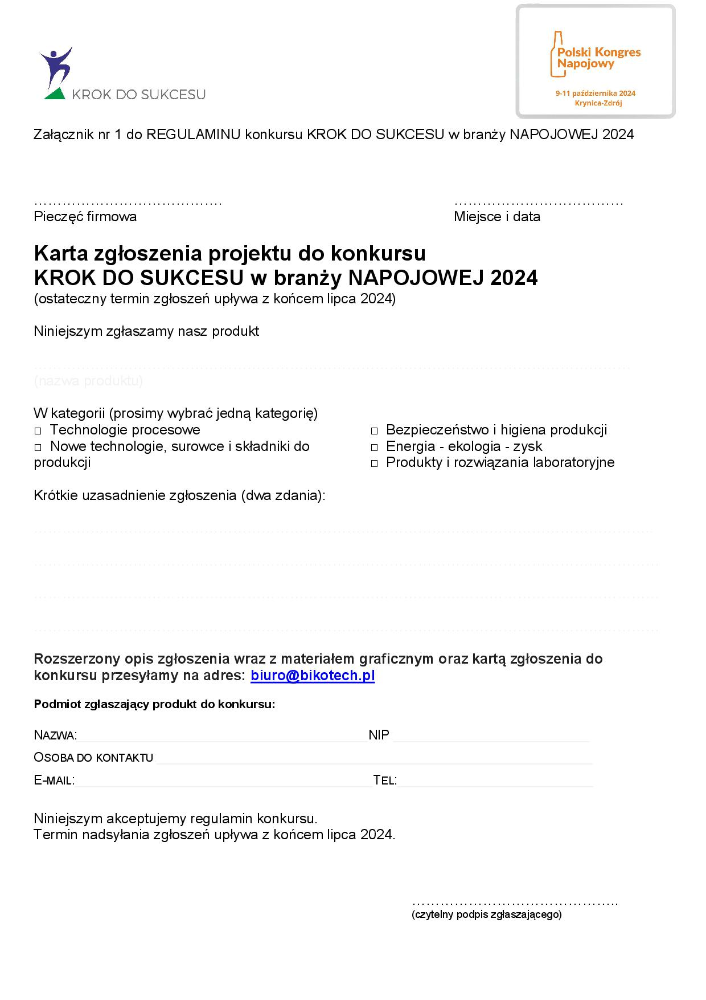 KROK DO SUKCESU
Polski Kongres
Napojowy
9-11 października 2024
Krynica-Zdrój
Załącznik nr 1 do REGULAMINU konkursu KROK DO SUKCESU w branży NAPOJOWEJ 2024
Pieczęć firmowa
Miejsce i data
Karta zgłoszenia projektu do konkursu
KROK DO SUKCESU w branży NAPOJOWEJ 2024
(ostateczny termin zgłoszeń upływa z końcem lipca 2024)
Niniejszym zgłaszamy nasz produkt
(nazwa produktu)
W kategorii (prosimy wybrać jedną kategorię)
□ Technologie procesowe
□ Nowe technologie, surowce i składniki do
produkcji
□ Bezpieczeństwo i higiena produkcji
□ Energia - ekologia - zysk
□ Produkty i rozwiązania laboratoryjne
Krótkie uzasadnienie zgłoszenia (dwa zdania):
Rozszerzony opis zgłoszenia wraz z materiałem graficznym oraz kartą zgłoszenia do
konkursu przesyłamy na adres: biuro@bikotech.pl
Podmiot zgłaszający produkt do konkursu:
NAZWA: NIP
OSOBA DO KONTAKTU
E-MAIL: TEL:
Niniejszym akceptujemy regulamin konkursu.
Termin nadsyłania zgłoszeń upływa z końcem lipca 2024.
(czytelny podpis zgłaszającego)